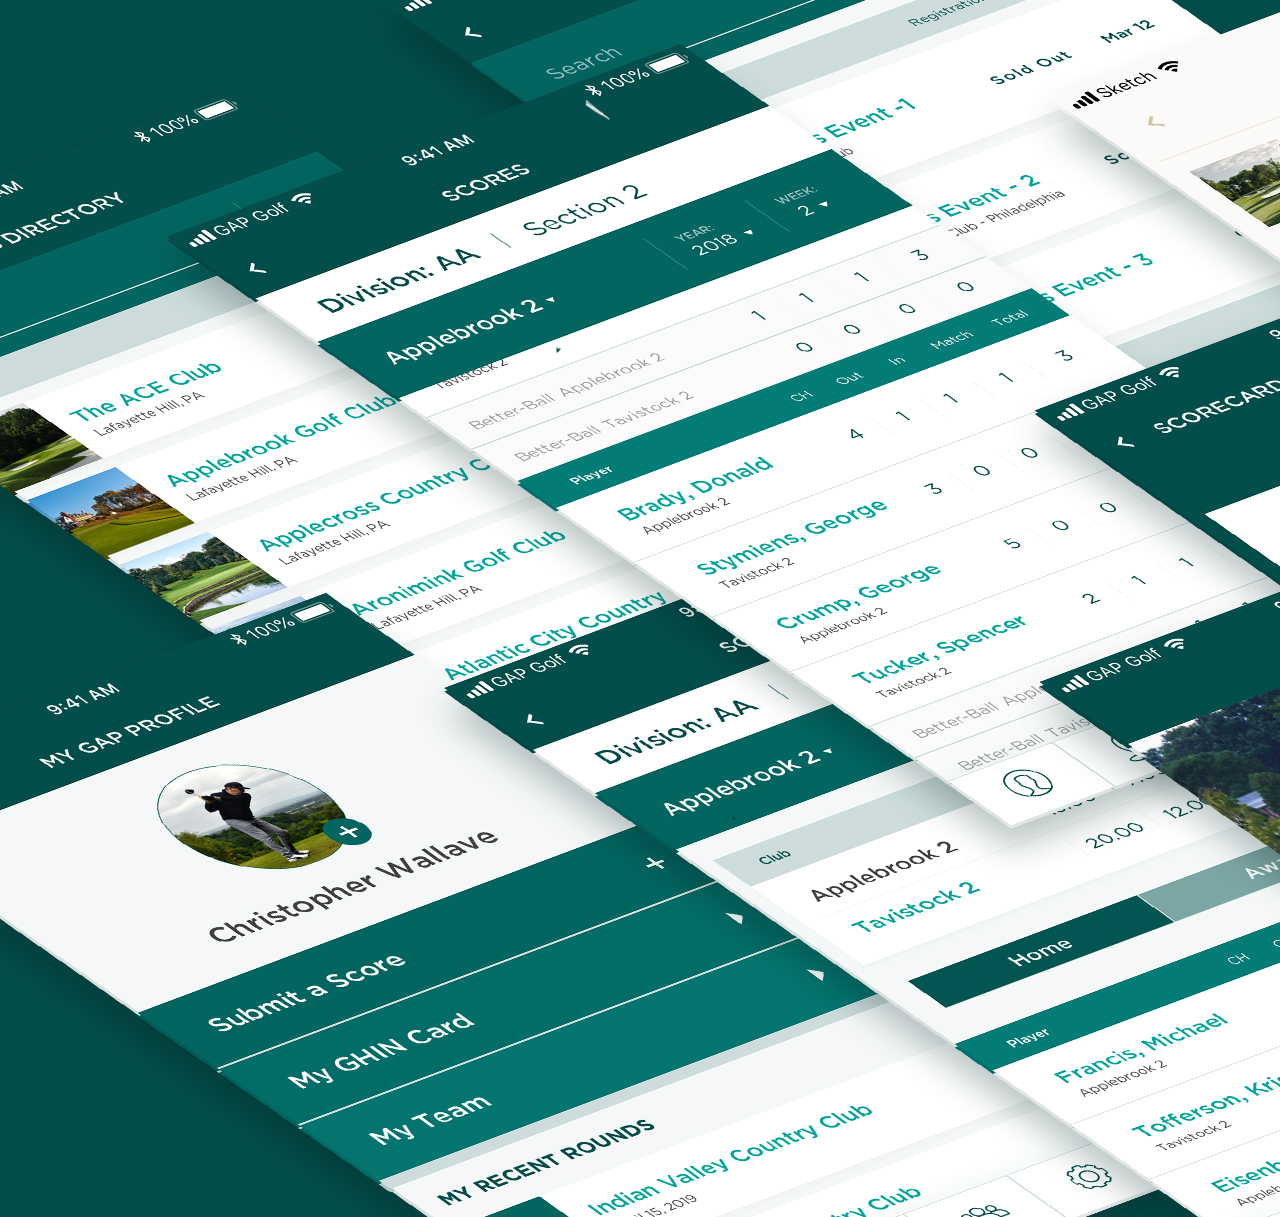 Search
Registration
Sold Out
Mar 12
s Event -1
s Event - 2
Club - Philadelphia
s Event - 3
Sketch
100%
AM
DIRECTORY
The ACE Club
Lafayette Hill, PA
Applebrook Golf Club
Lafayette Hill, PA
Applecross Country C
Lafayette Hill, PA
Aronimink Golf Club
Lafayette Hill, PA
Atlantic City Country
GAP Golf
9:41 AM
100%
SCORES
Division: AA
Section 2
Applebrook 2
YEAR:
2018
WEEK:
2
Tavistock 2
Better-Ball Applebrook 2
1 1 1 3
Better-Ball Tavistock 2
0 0 0 0
Player
CH
Out
In
Match
Total
Brady, Donald
Applebrook 2
4 1 1 1 3
Stymiens, George
Tavistock 2
3 0 0
Crump, George
Applebrook 2
5 0 0
Tucker, Spencer
Tavistock 2
2 1 1
Better-Ball Appl
Better-Ball Tavis
GAP Golf
SCORECARD
GAP Golf
100%
9:41 AM
MY GAP PROFILE
Christopher Wallave
Submit a Score
My GHIN Card
My Team
MY RECENT ROUNDS
Indian Valley Country Club
15, 2019
ry Club
GAP Golf
Division: AA
Applebrook 2
Club
Applebrook 2
Tavistock 2
20.00
12.0
Home
Aw
Player
CH
Francis, Michael
Applebrook 2
Tofferson, Kris
Tavistock 2
Eisenb
Appleb